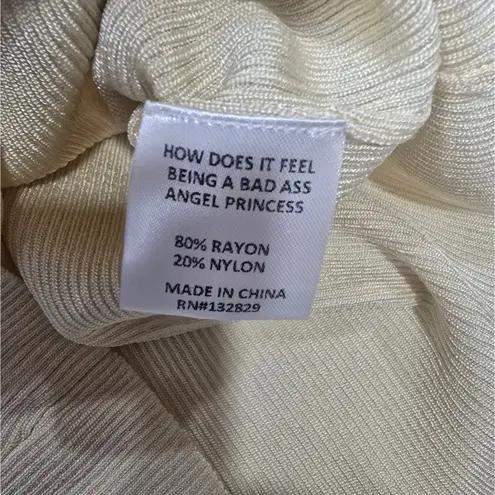 HOW DOES IT FEEL
BEING A BAD ASS
ANGEL PRINCESS
80% RAYON
20% NYLON
MADE IN CHINA
RN#132829